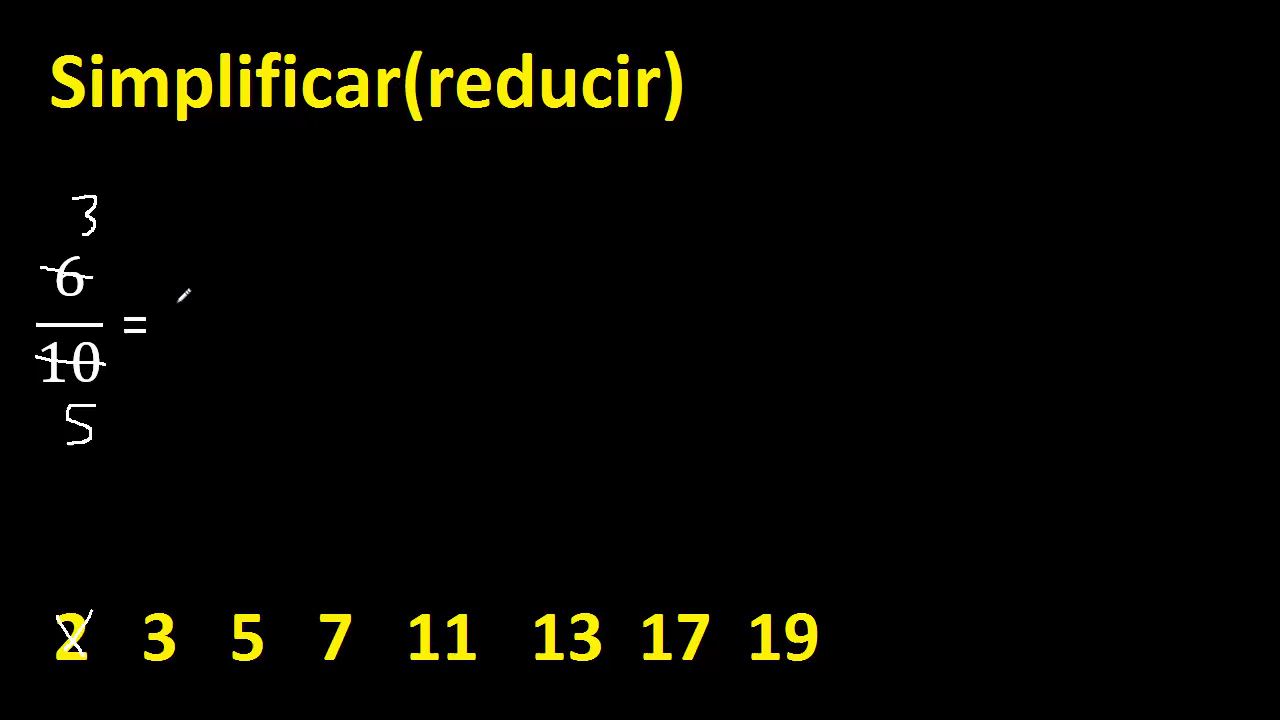 Simplificar(reducir)
3
6
10
=
5
2 3 5 7 11 13 17 19